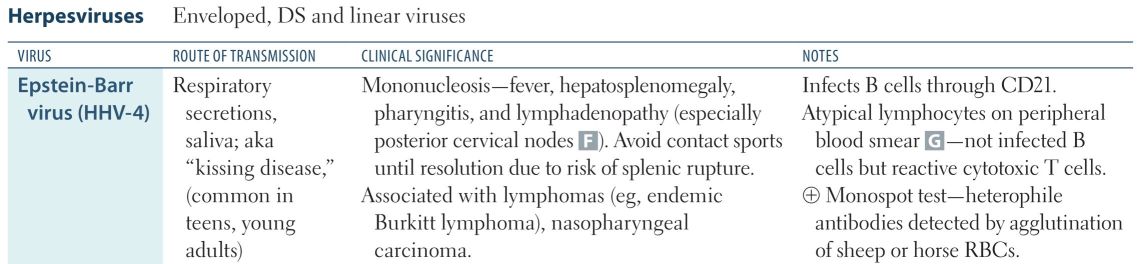 Herpesviruses Enveloped, DS and linear viruses
VIRUS ROUTE OF TRANSMISSION CLINICAL SIGNIFICANCE NOTES
Epstein-Barr
virus (HHV-4)
Respiratory
secretions,
saliva; aka
“kissing disease,”
(common in
teens, young
adults)
Mononucleosis—fever, hepatosplenomegaly,
pharyngitis, and lymphadenopathy (especially
posterior cervical nodes F). Avoid contact sports
until resolution due to risk of splenic rupture.
Associated with lymphomas (eg, endemic
Burkitt lymphoma), nasopharyngeal
carcinoma.
Infects B cells through CD21.
Atypical lymphocytes on peripheral
blood smear G—not infected B
cells but reactive cytotoxic T cells.
⊕ Monospot test—heterophile
antibodies detected by agglutination
of sheep or horse RBCs.